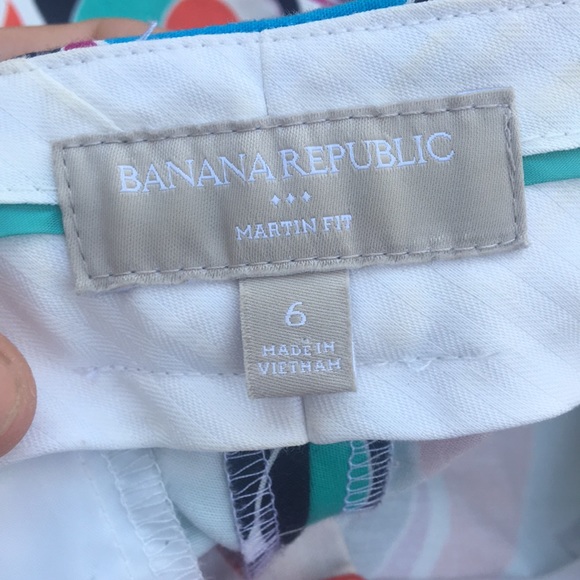 BANANA REPUBLIC
MARTIN FIT
6
MADE IN
VIETNAM